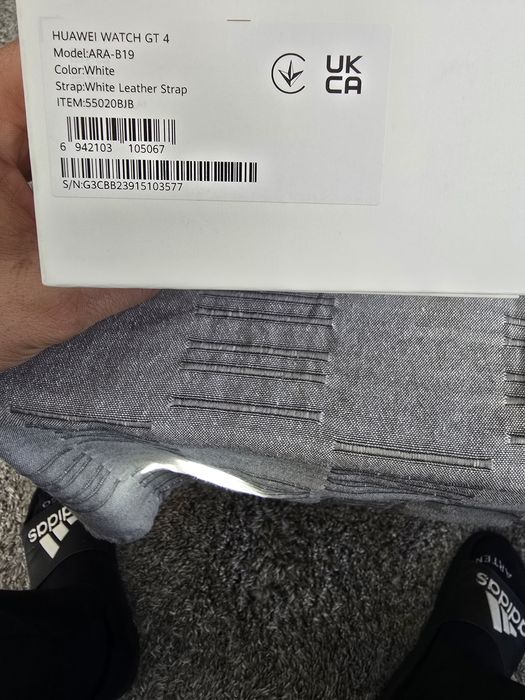 HUAWEI WATCH GT 4
Model:ARA-B19
Color:White
Strap:White Leather Strap
ITEM:55020BJB
UK
CA
6 942103 105067
S/N:G3CBB23915103577
adidas
adidas